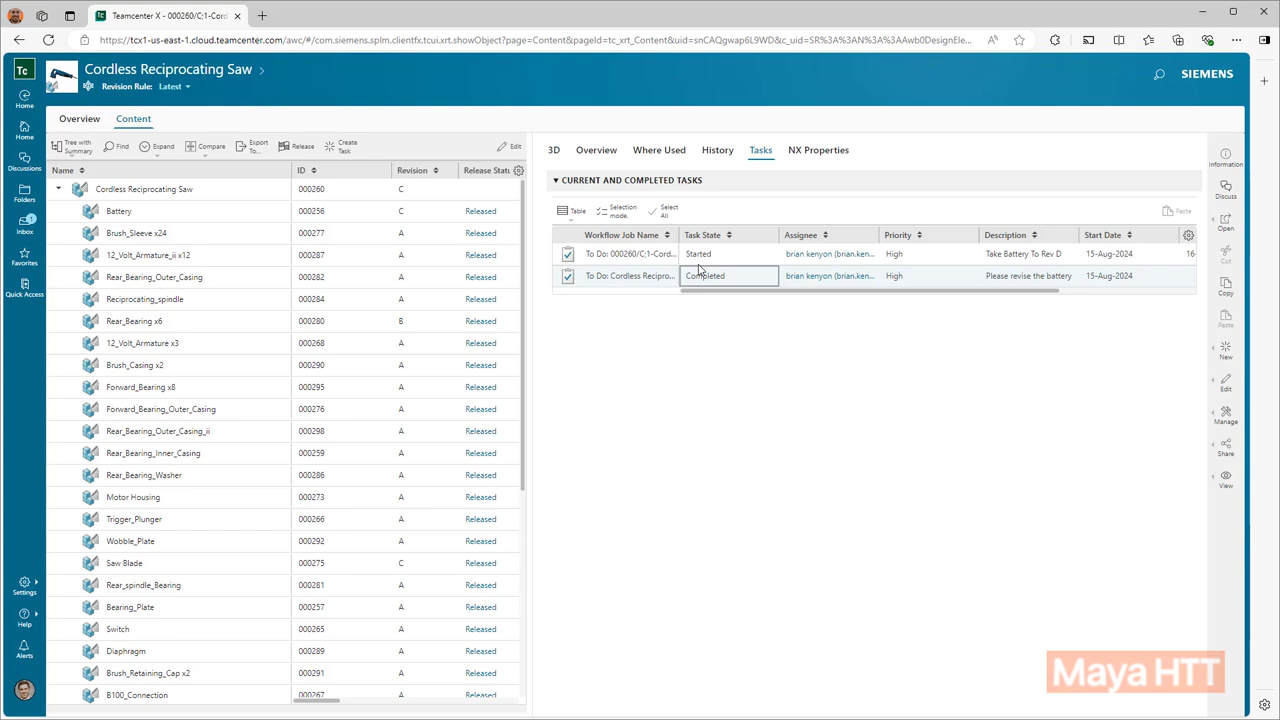 Teamcenter X - 000260/C;1-Cord
https://tcx1-us-east-1.cloud.teamcenter.com/awc/#/com.siemens.splm.clientfx.tcui.xrt.showObject?page=Content&pageId=tc_xrt_Content&uid=snCAQgwap6L9WD&c_uid=SR%3A%3AN%3A%3AAwb0DesignEle...
Tc
Cordless Reciprocating Saw
Revision Rule: Latest
SIEMENS
Home
Home
Discussions
Folders
Inbox
1
Favorites
Quick Access
Settings
Help
Alerts
Overview Content
Tree with Summary
Find
Expand
Compare
Export To...
Release
Create Task
Edit
Name ID Revision Release Statu
Cordless Reciprocating Saw 000260 C
Battery 000256 C Released
Brush_Sleeve x24 000277 A Released
12_Volt_Armature_ii x12 000255 A Released
Rear_Bearing_Outer_Casing 000282 A Released
Reciprocating_spindle 000284 A Released
Rear_Bearing x6 000280 B Released
12_Volt_Armature x3 000268 A Released
Brush_Casing x2 000290 A Released
Forward_Bearing x8 000295 A Released
Forward_Bearing_Outer_Casing 000276 A Released
Rear_Bearing_Outer_Casing_ii 000298 A Released
Rear_Bearing_Inner_Casing 000259 A Released
Rear_Bearing_Washer 000286 A Released
Motor Housing 000273 A Released
Trigger_Plunger 000266 A Released
Wobble_Plate 000292 A Released
Saw Blade 000275 C Released
Rear_spindle_Bearing 000281 A Released
Bearing_Plate 000257 A Released
Switch 000265 A Released
Diaphragm 000289 A Released
Brush_Retaining_Cap x2 000291 A Released
B100_Connection 000267 A Released
3D Overview Where Used History Tasks NX Properties
CURRENT AND COMPLETED TASKS
Table
Selection mode.
Select All
Paste
Workflow Job Name Task State Assignee Priority Description Start Date
To Do: 000260/C;1-Cord... Started brian kenyon (brian.ken... High Take Battery To Rev D 15-Aug-2024 16-
To Do: Cordless Recipro... Completed brian kenyon (brian.ken... High Please revise the battery 15-Aug-2024
Information
Discuss
Open
Cut
Copy
Paste
New
Edit
Manage
Share
View
Maya HTT